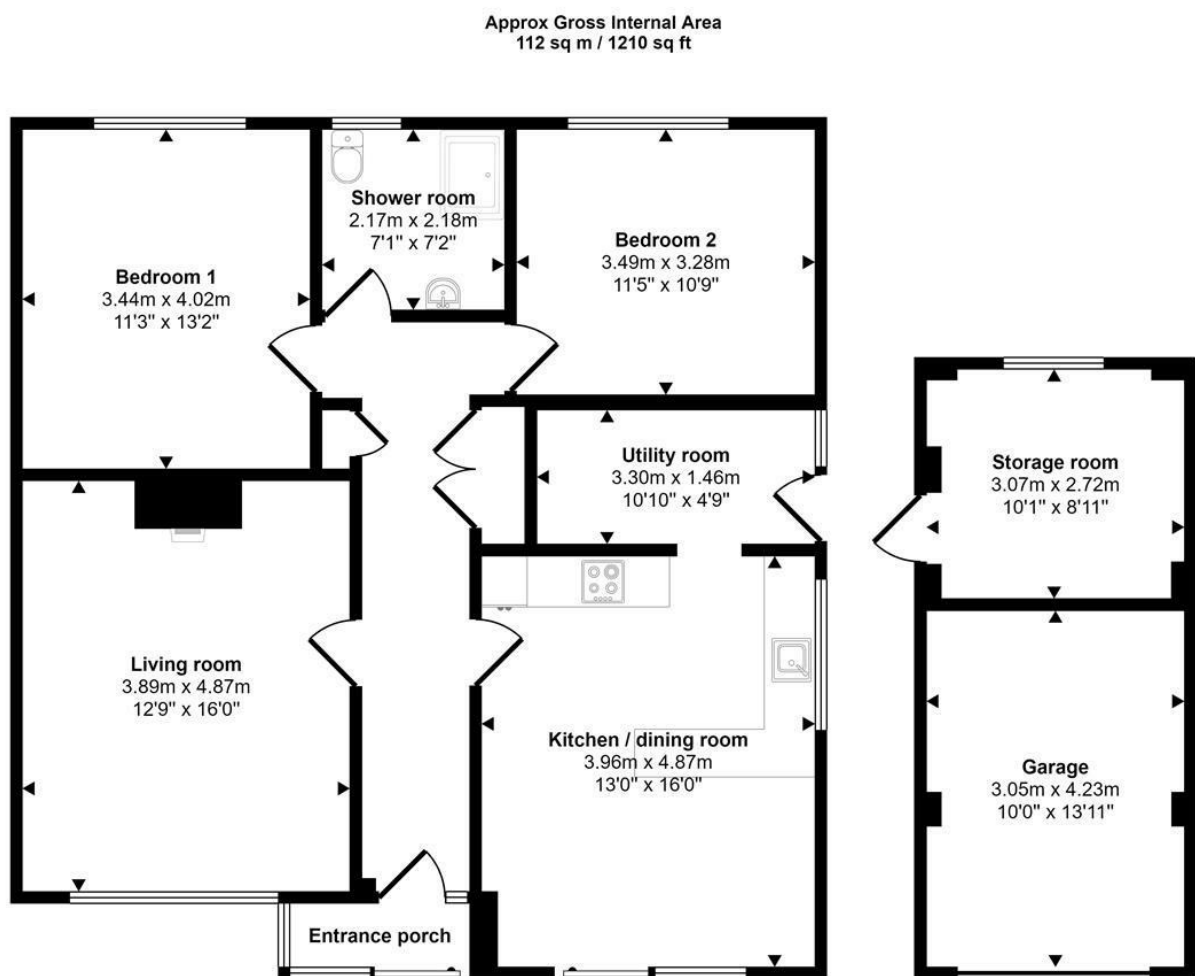 Approx Gross Internal Area
112 sq m / 1210 sq ft
Shower room
2.17m x 2.18m
7'1" x 7'2"
Bedroom 2
3.49m x 3.28m
11'5" x 10'9"
Bedroom 1
3.44m x 4.02m
11'3" x 13'2"
Utility room
3.30m x 1.46m
10'10" x 4'9"
Storage room
3.07m x 2.72m
10'1" x 8'11"
Living room
3.89m x 4.87m
12'9" x 16'0"
Kitchen / dining room
3.96m x 4.87m
13'0" x 16'0"
Garage
3.05m x 4.23m
10'0" x 13'11"
Entrance porch